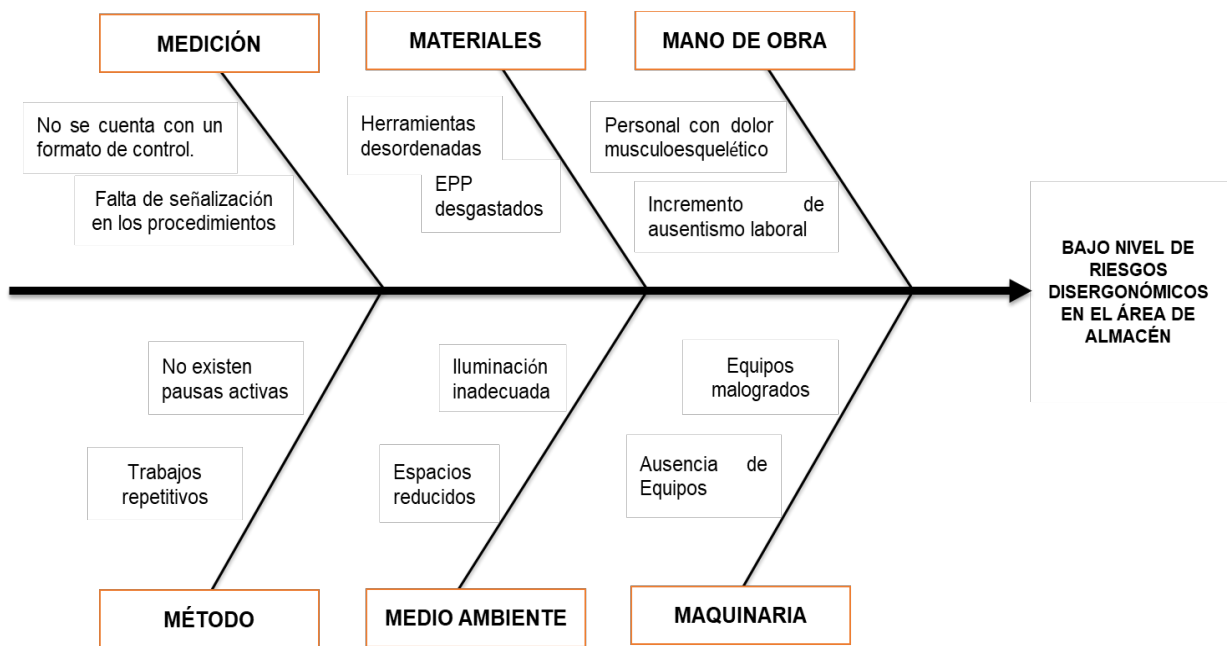 MEDICIÓN
MATERIALES
MANO DE OBRA
No se cuenta con un
formato de control.
Falta de señalización
en los procedimientos
Herramientas
desordenadas
EPP
desgastados
Personal con dolor
musculoesquelético
Incremento de
ausentismo laboral
BAJO NIVEL DE
RIESGOS
DISERGONÓMICOS
EN EL ÁREA DE
ALMACÉN
No existen
pausas activas
Trabajos
repetitivos
Iluminación
inadecuada
Espacios
reducidos
Equipos
malogrados
Ausencia de
Equipos
MÉTODO
MEDIO AMBIENTE
MAQUINARIA